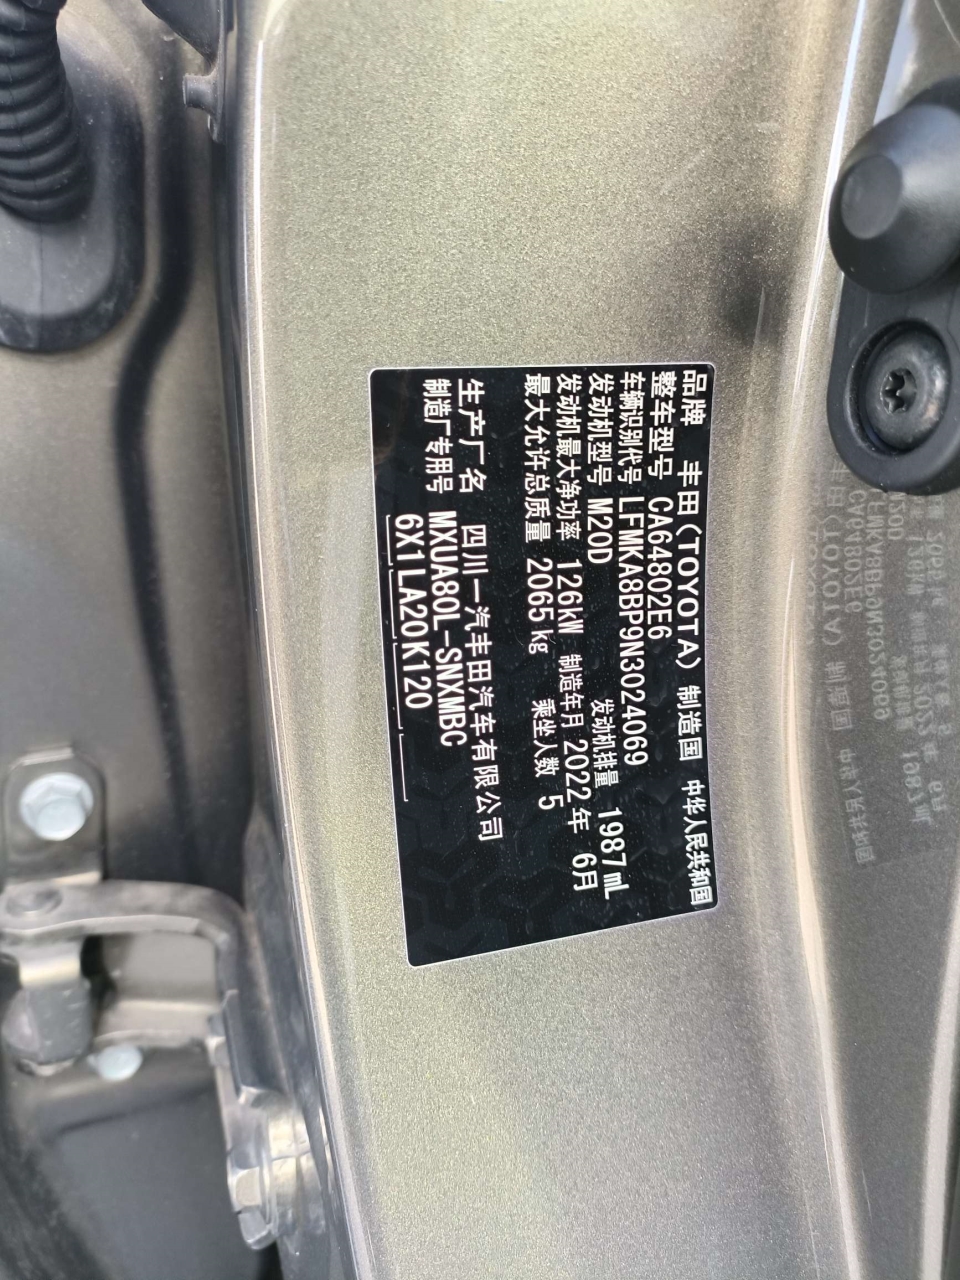 品牌 丰田(TOYOTA) 制造国 中华人民共和国
整车型号 CA64802E6
车辆识别代号 LFMKA8BP9N3024069
发动机型号 M20D 发动机排量 1987mL
发动机最大净功率 126kW 制造年月 2022年 6月
最大允许总质量 2065kg 乘坐人数 5
生产厂名 四川一汽丰田汽车有限公司
制造厂专用号 MXUA80L-SNXMBC
6X1LA20K120